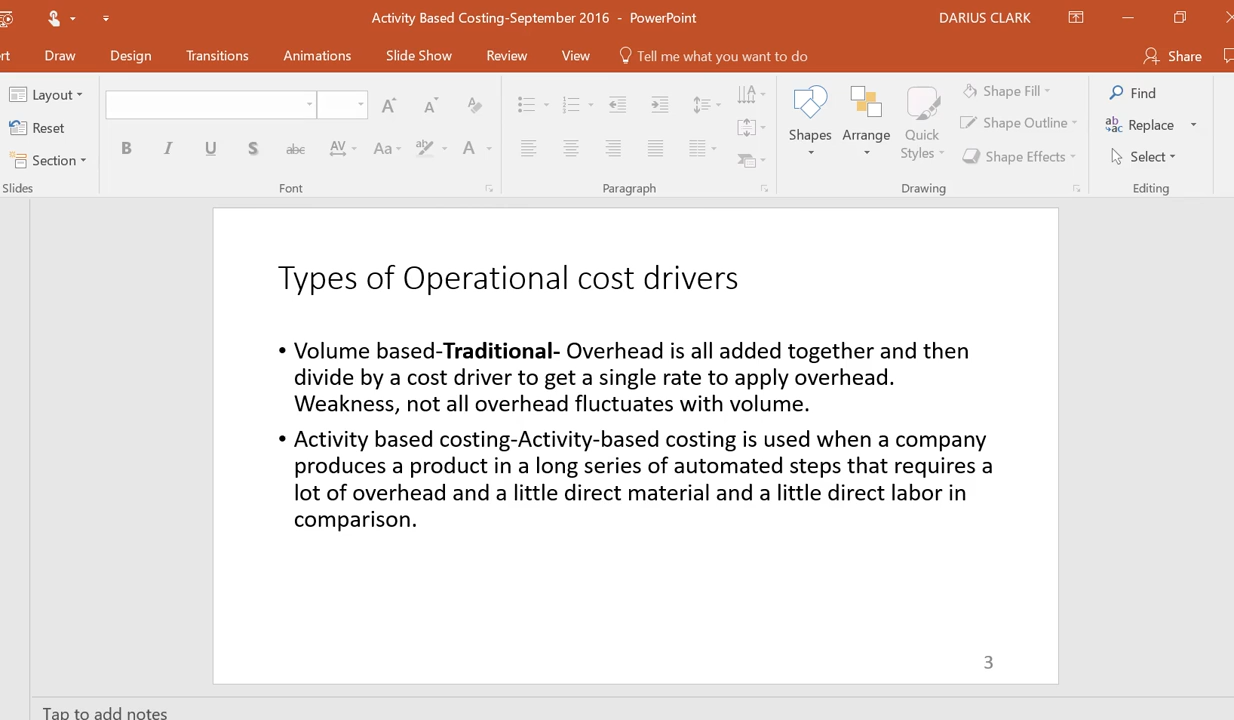 Activity Based Costing-September 2016 - PowerPoint
DARIUS CLARK
rt Draw Design Transitions Animations Slide Show Review View Tell me what you want to do Share
Layout
Reset
Section
Slides
B I U S abc AV Aa A
Font
Paragraph
Shapes
Arrange
Quick Styles
Shape Fill
Shape Outline
Shape Effects
Drawing
Find
Replace
Select
Editing
Types of Operational cost drivers
• Volume based-Traditional- Overhead is all added together and then
divide by a cost driver to get a single rate to apply overhead.
Weakness, not all overhead fluctuates with volume.
• Activity based costing-Activity-based costing is used when a company
produces a product in a long series of automated steps that requires a
lot of overhead and a little direct material and a little direct labor in
comparison.
3
Tap to add notes